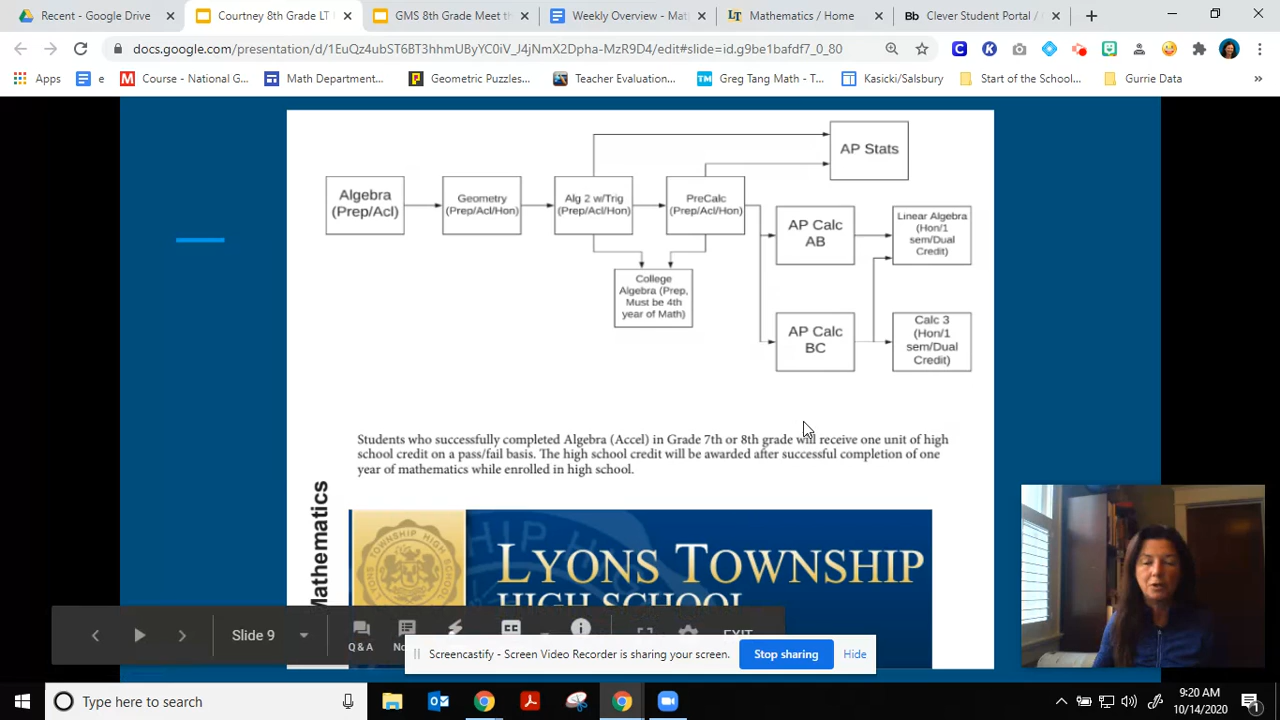 Recent - Google Drive
Courtney 8th Grade LT
GMS 8th Grade Meet th
Weekly Overview - Mat
Mathematics / Home
Clever Student Portal /
docs.google.com/presentation/d/1EuQz4ubST6BT3hhmUByYC0iV_J4jNmX2Dpha-MzR9D4/edit#slide=id.g9be1bafdf7_0_80
Apps
e
Course - National G...
Math Department...
Geometric Puzzles...
Teacher Evaluation...
Greg Tang Math - T...
Kasicki/Salsbury
Start of the School...
Gurrie Data
AP Stats
Algebra
(Prep/Acl)
Geometry
(Prep/Acl/Hon)
Alg 2 w/Trig
(Prep/Acl/Hon)
PreCalc
(Prep/Acl/Hon)
AP Calc
AB
Linear Algebra
(Hon/1
sem/Dual
Credit)
College
Algebra (Prep,
Must be 4th
year of Math)
AP Calc
BC
Calc 3
(Hon/1
sem/Dual
Credit)
Students who successfully completed Algebra (Accel) in Grade 7th or 8th grade will receive one unit of high
school credit on a pass/fail basis. The high school credit will be awarded after successful completion of one
year of mathematics while enrolled in high school.
Mathematics
LYONS TOWNSHIP
HIGH SCHOOL
Slide 9
Q & A
EXIT
Screencastify - Screen Video Recorder is sharing your screen.
Stop sharing
Hide
Type here to search
9:20 AM
10/14/2020